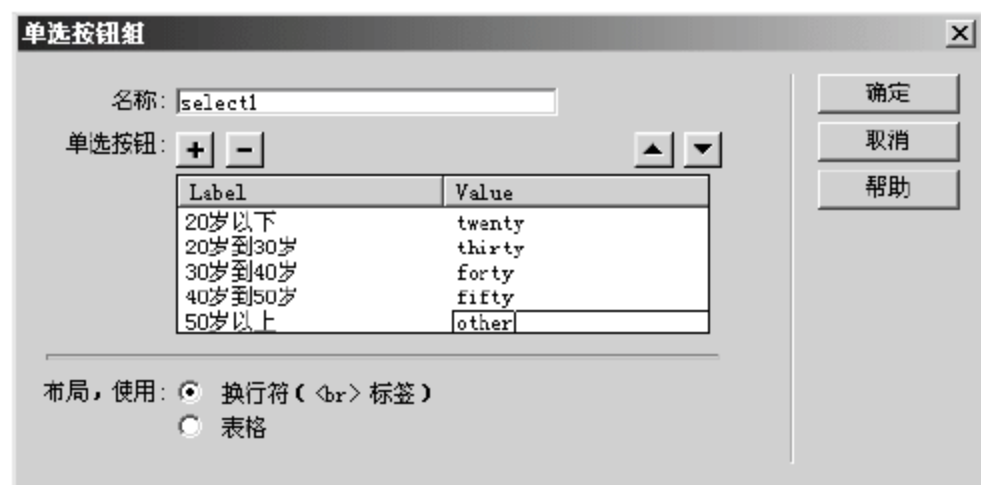 单选按钮组
名称: select1
确定
单选按钮:
取消
帮助
Label Value
20岁以下 twenty
20岁到30岁 thirty
30岁到40岁 forty
40岁到50岁 fifty
50岁以上 other
布局，使用: 换行符( <br> 标签)
表格